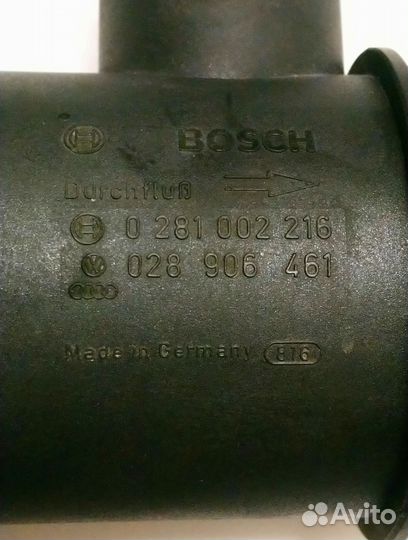 BOSCH
Durchfluß
0 281 002 216
028 906 461
Made in Germany 876
Avito